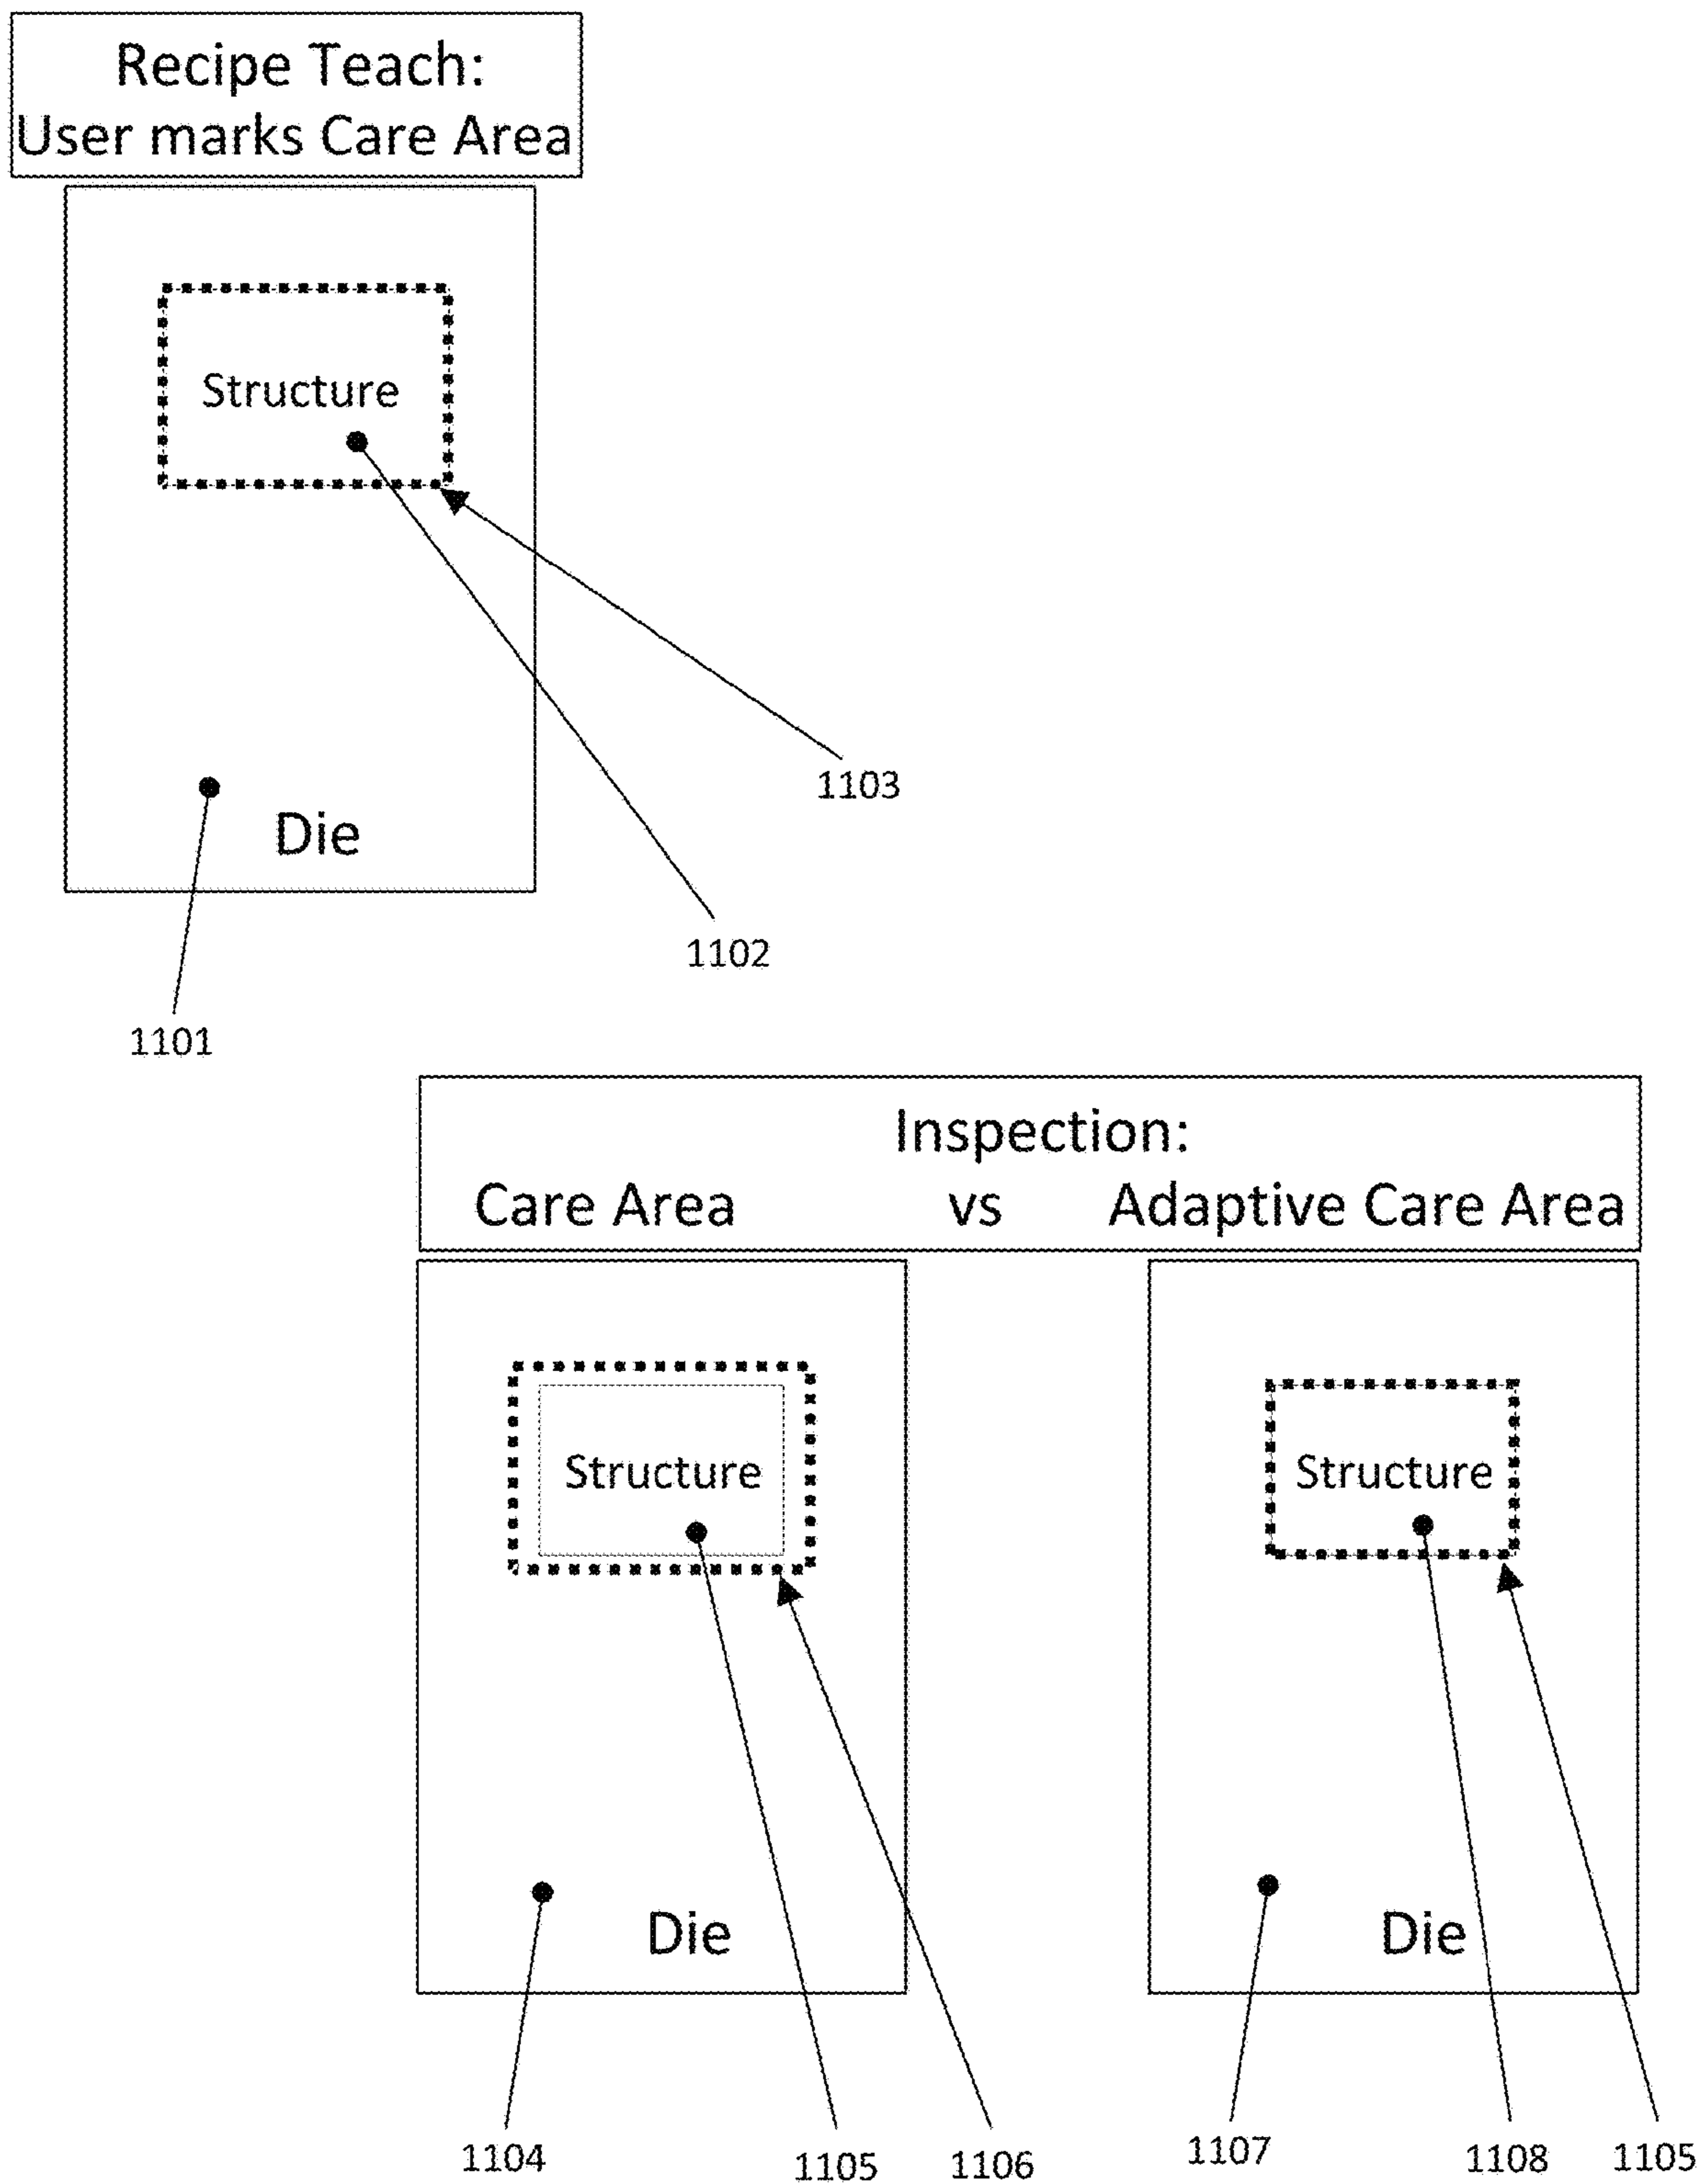 Recipe Teach:
User marks Care Area
Structure
1103
Die
1102
1101
Inspection:
Care Area vs Adaptive Care Area
Structure
Structure
Die
Die
1104
1105
1106
1107
1108
1105